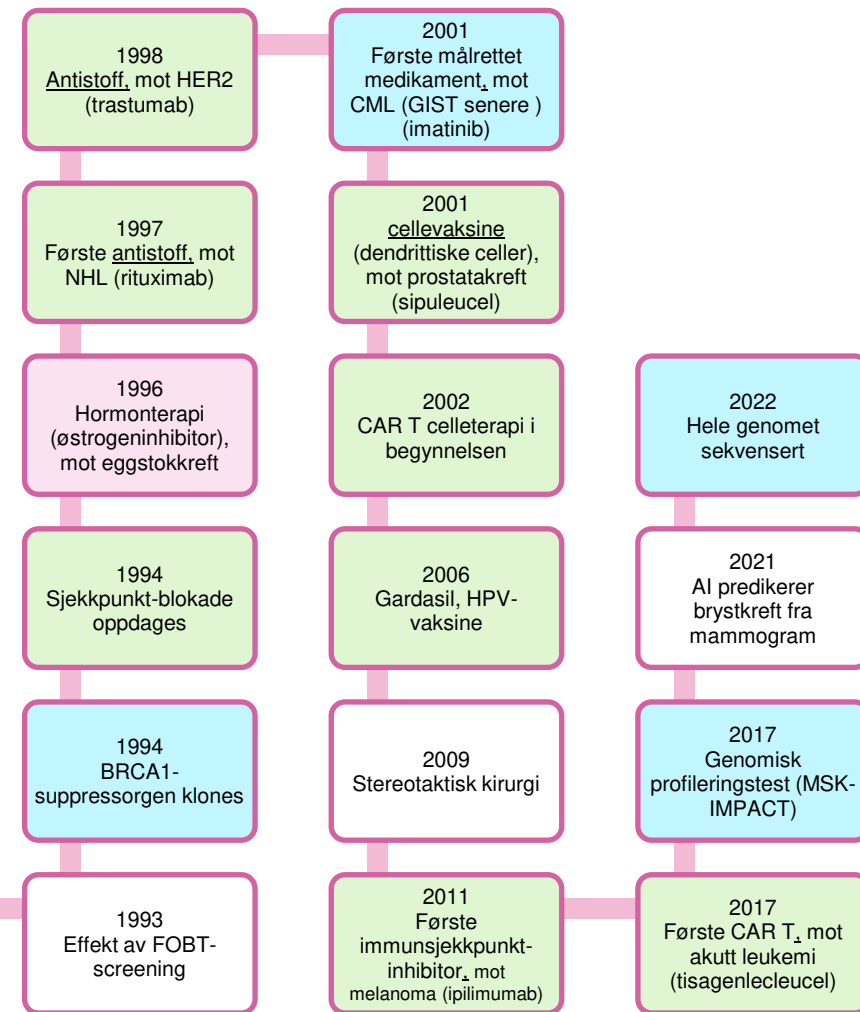 1998
Antistoff, mot HER2
(trastumab)
1997
Første antistoff, mot
NHL (rituximab)
1996
Hormonterapi
(østrogeninhibitor),
mot eggstokkreft
1994
Sjekkpunkt-blokade
oppdages
1994
BRCA1-
suppressorgen klones
1993
Effekt av FOBT-
screening
2001
Første målrettet
medikament, mot
CML (GIST senere )
(imatinib)
2001
cellevaksine
(dendrittiske celler),
mot prostatakreft
(sipuleucel)
2002
CAR T celleterapi i
begynnelsen
2006
Gardasil, HPV-
vaksine
2009
Stereotaktisk kirurgi
2011
Første
immunsjekkpunkt-
inhibitor, mot
melanoma (ipilimumab)
2022
Hele genomet
sekvensert
2021
AI predikerer
brystkreft fra
mammogram
2017
Genomisk
profileringstest (MSK-
IMPACT)
2017
Første CAR T, mot
akutt leukemi
(tisagenlecleucel)